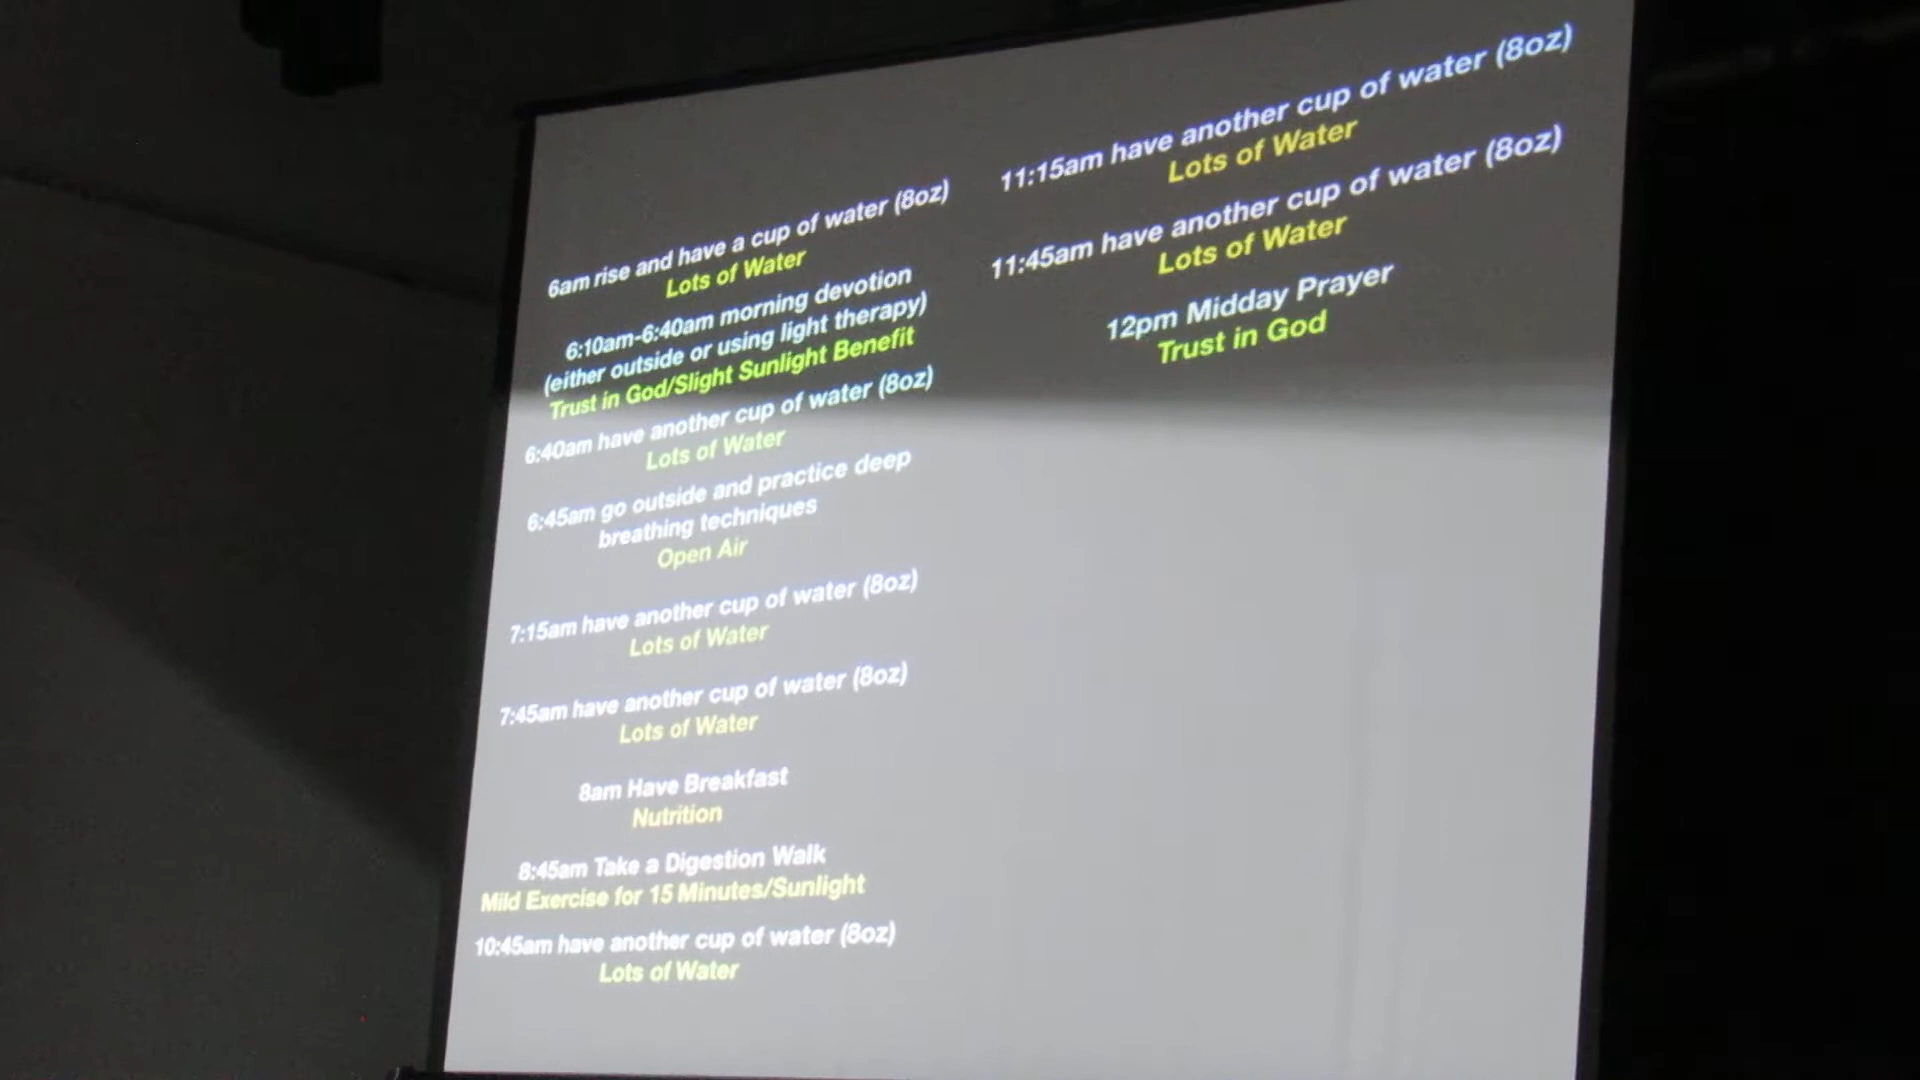 6am rise and have a cup of water (8oz)
Lots of Water
6:10am-6:40am morning devotion
(either outside or using light therapy)
Trust in God/Slight Sunlight Benefit
6:40am have another cup of water (8oz)
Lots of Water
6:45am go outside and practice deep
breathing techniques
Open Air
7:15am have another cup of water (8oz)
Lots of Water
7:45am have another cup of water (8oz)
Lots of Water
8am Have Breakfast
Nutrition
8:45am Take a Digestion Walk
Mild Exercise for 15 Minutes/Sunlight
10:45am have another cup of water (8oz)
Lots of Water
11:15am have another cup of water (8oz)
Lots of Water
11:45am have another cup of water (8oz)
Lots of Water
12pm Midday Prayer
Trust in God